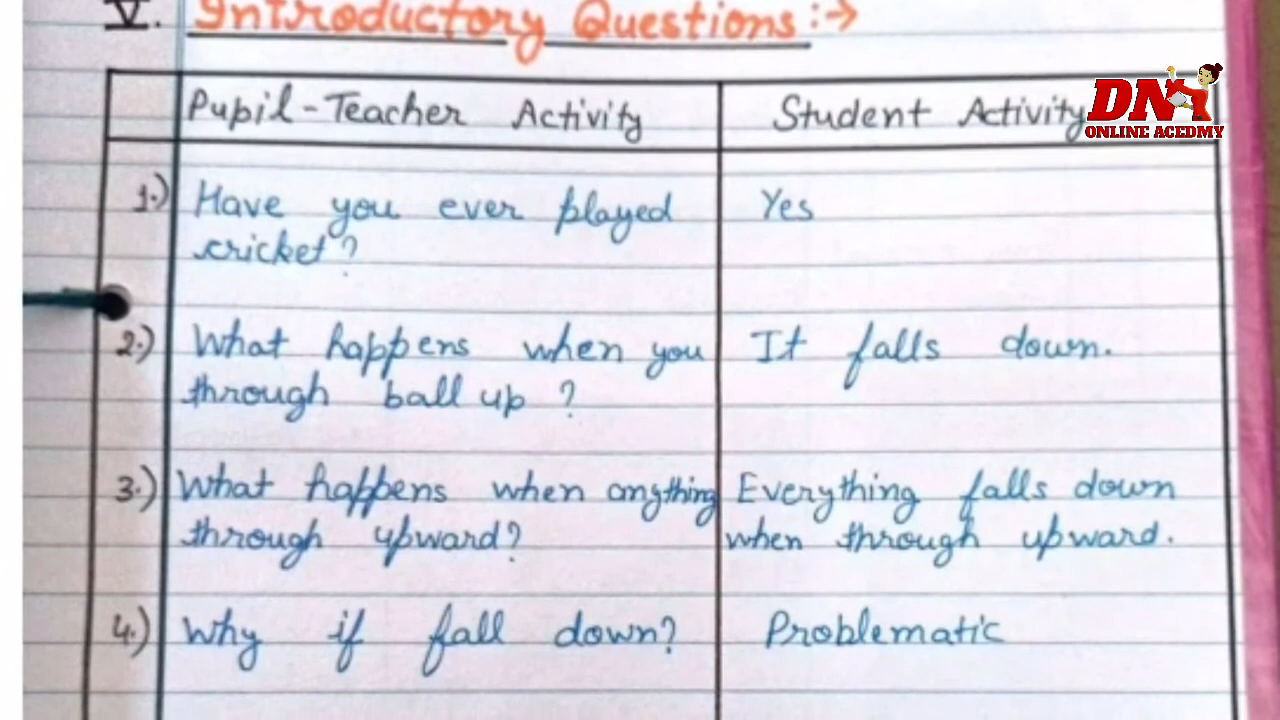 V. Introductory Questions :→
Pupil-Teacher Activity Student Activity
DNA
ONLINE ACEDMY
1.) Have you ever played Yes
cricket?
2.) What happens when you It falls down.
through ball up ?
3.) What happens when anything Everything falls down
through upward? when through upward.
4.) Why if fall down? Problematic